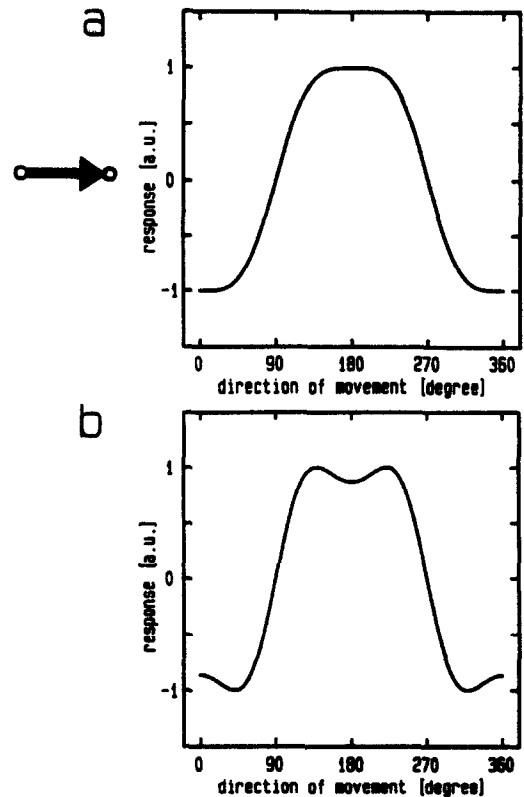 a
1
0
-1
response [a.u.]
0 90 180 270 360
direction of movement [degree]
b
1
0
-1
response [a.u.]
0 90 180 270 360
direction of movement [degree]